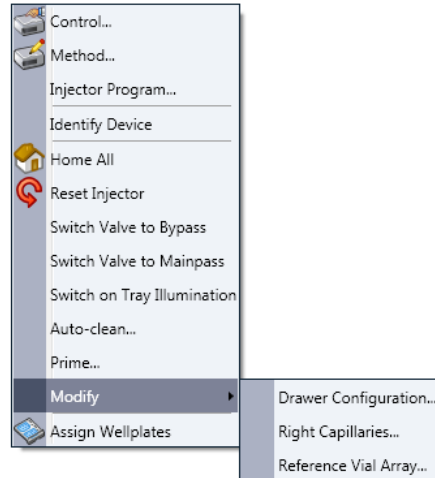 Control...
Method...
Injector Program...
Identify Device
Home All
Reset Injector
Switch Valve to Bypass
Switch Valve to Mainpass
Switch on Tray Illumination
Auto-clean...
Prime...
Modify
Drawer Configuration...
Assign Wellplates
Right Capillaries...
Reference Vial Array...